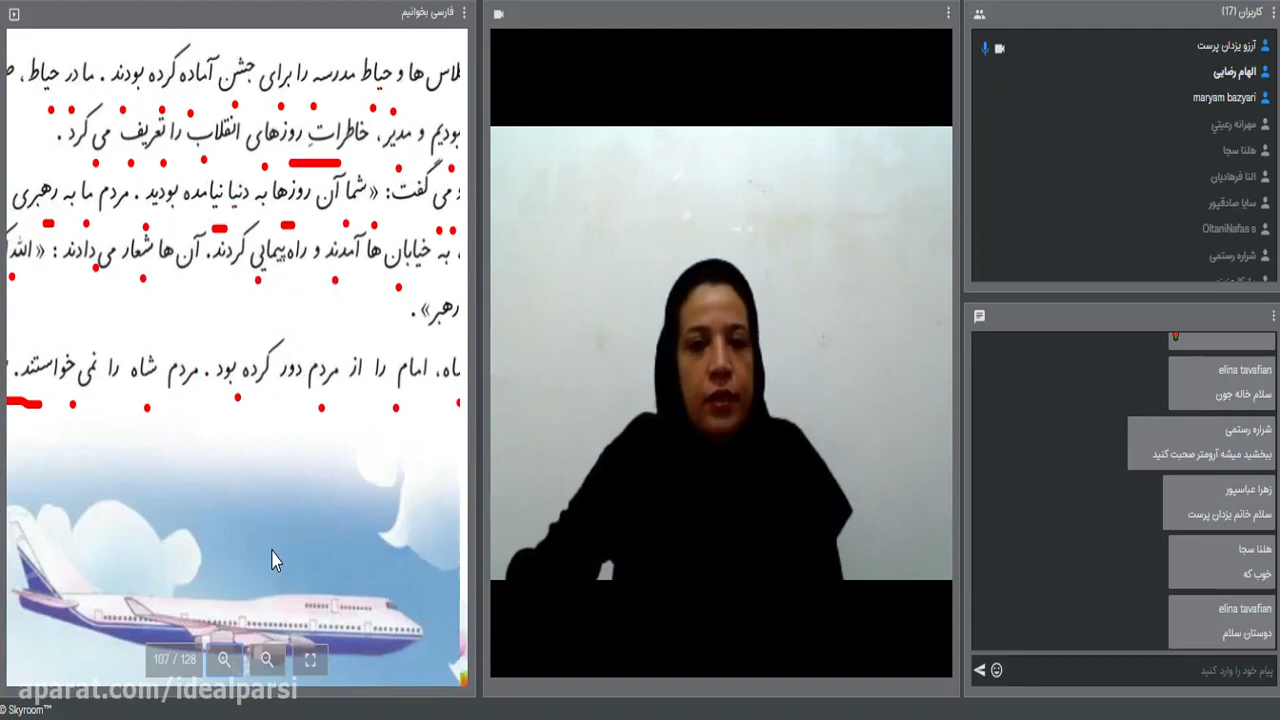 فارسی بخوانیم
لاس ها و حیاط مدرسه را برای جشن آماده کرده بودند . ما در حیاط ،
بودیم و مدیر ، خاطراتِ روزهای انقلاب را تعریف می کرد .
و می گفت: «شما آن روزها به دنیا نیامده بودید . مردم ما به رهبری
، به خیابان ها آمدند و راه پیمایی کردند. آن ها شعار می دادند : «الله
رهبر» .
اه، امام را از مردم دور کرده بود . مردم شاه را نمی خواستند .
107 / 128
aparat.com/idealparsi
© Skyroom™
کاربران (17)
آرزو یزدان پرست
الهام رضایی
maryam bazyari
مهرانه رعیتي
هلنا سجا
النا فرهادیان
سایا صادقپور
OltaniNafas s
شراره رستمی
elina tavafian
سلام خاله جون
شراره رستمی
ببخشید میشه آرومتر صحبت کنید
زهرا عباسپور
سلام خانم یزدان پرست
هلنا سجا
خوب که
elina tavafian
دوستان سلام
پیام خود را وارد کنید